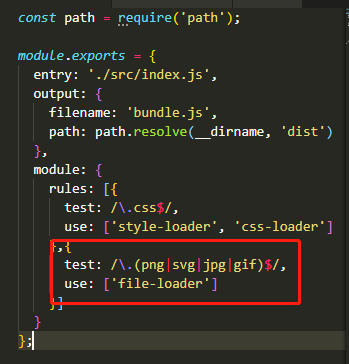 const path = require('path');
module.exports = {
  entry: './src/index.js',
  output: {
    filename: 'bundle.js',
    path: path.resolve(__dirname, 'dist')
  },
  module: {
    rules: [{
      test: /\.css$/,
      use: ['style-loader', 'css-loader']
    },{
      test: /\.(png|svg|jpg|gif)$/,
      use: ['file-loader']
    }]
  }
};